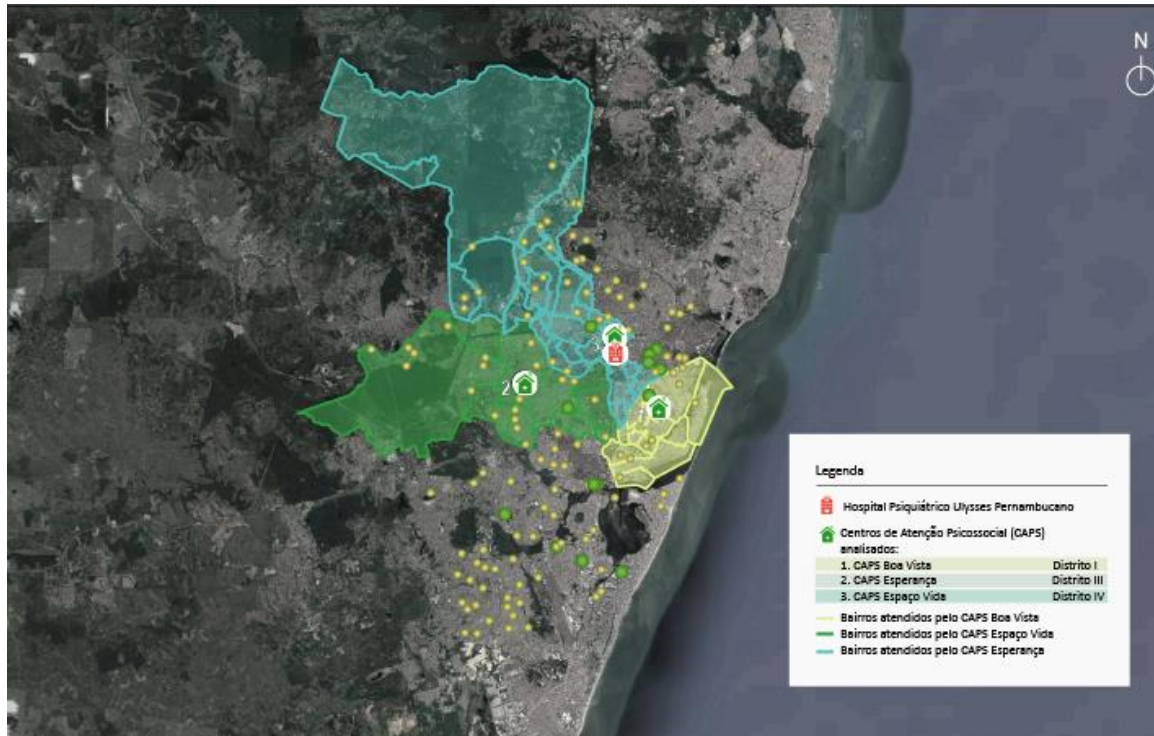 N
3
2
Legenda
Hospital Psiquiátrico Ulysses Pernambucano
Centros de Atenção Psicossocial (CAPS)
analisados:
1. CAPS Boa Vista Distrito I
2. CAPS Esperança Distrito III
3. CAPS Espaço Vida Distrito IV
Bairros atendidos pelo CAPS Boa Vista
Bairros atendidos pelo CAPS Espaço Vida
Bairros atendidos pelo CAPS Esperança